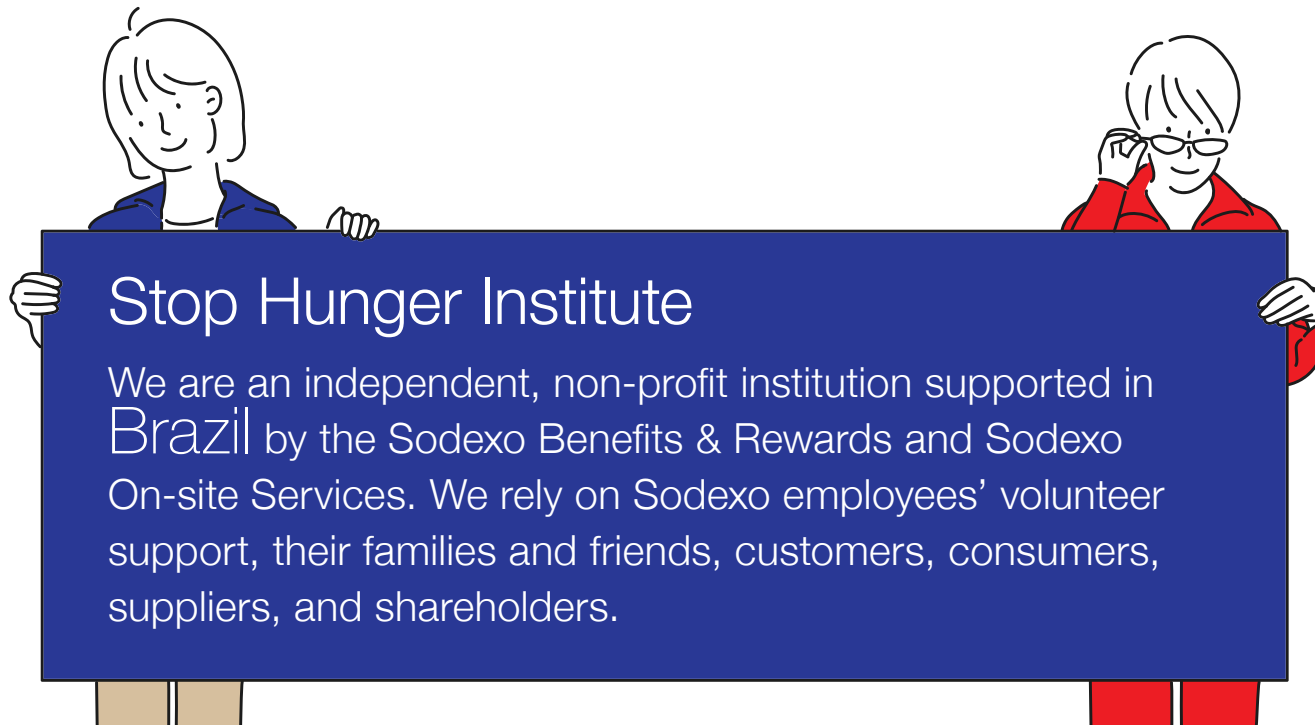 Stop Hunger Institute
We are an independent, non-profit institution supported in
Brazil by the Sodexo Benefits & Rewards and Sodexo
On-site Services. We rely on Sodexo employees’ volunteer
support, their families and friends, customers, consumers,
suppliers, and shareholders.